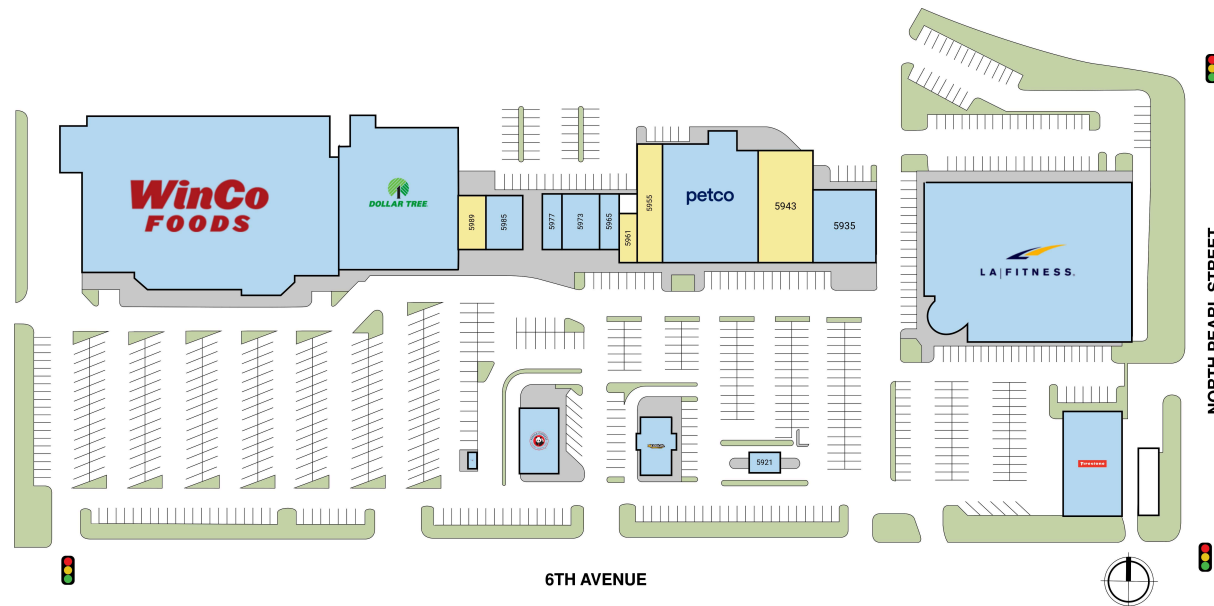 WinCo
FOODS
DOLLAR TREE
5989
5985
5977
5973
5965
5961
5955
petco
5943
5935
LA|FITNESS.
NORTH PEARL STREET
5921
Firestone
6TH AVENUE